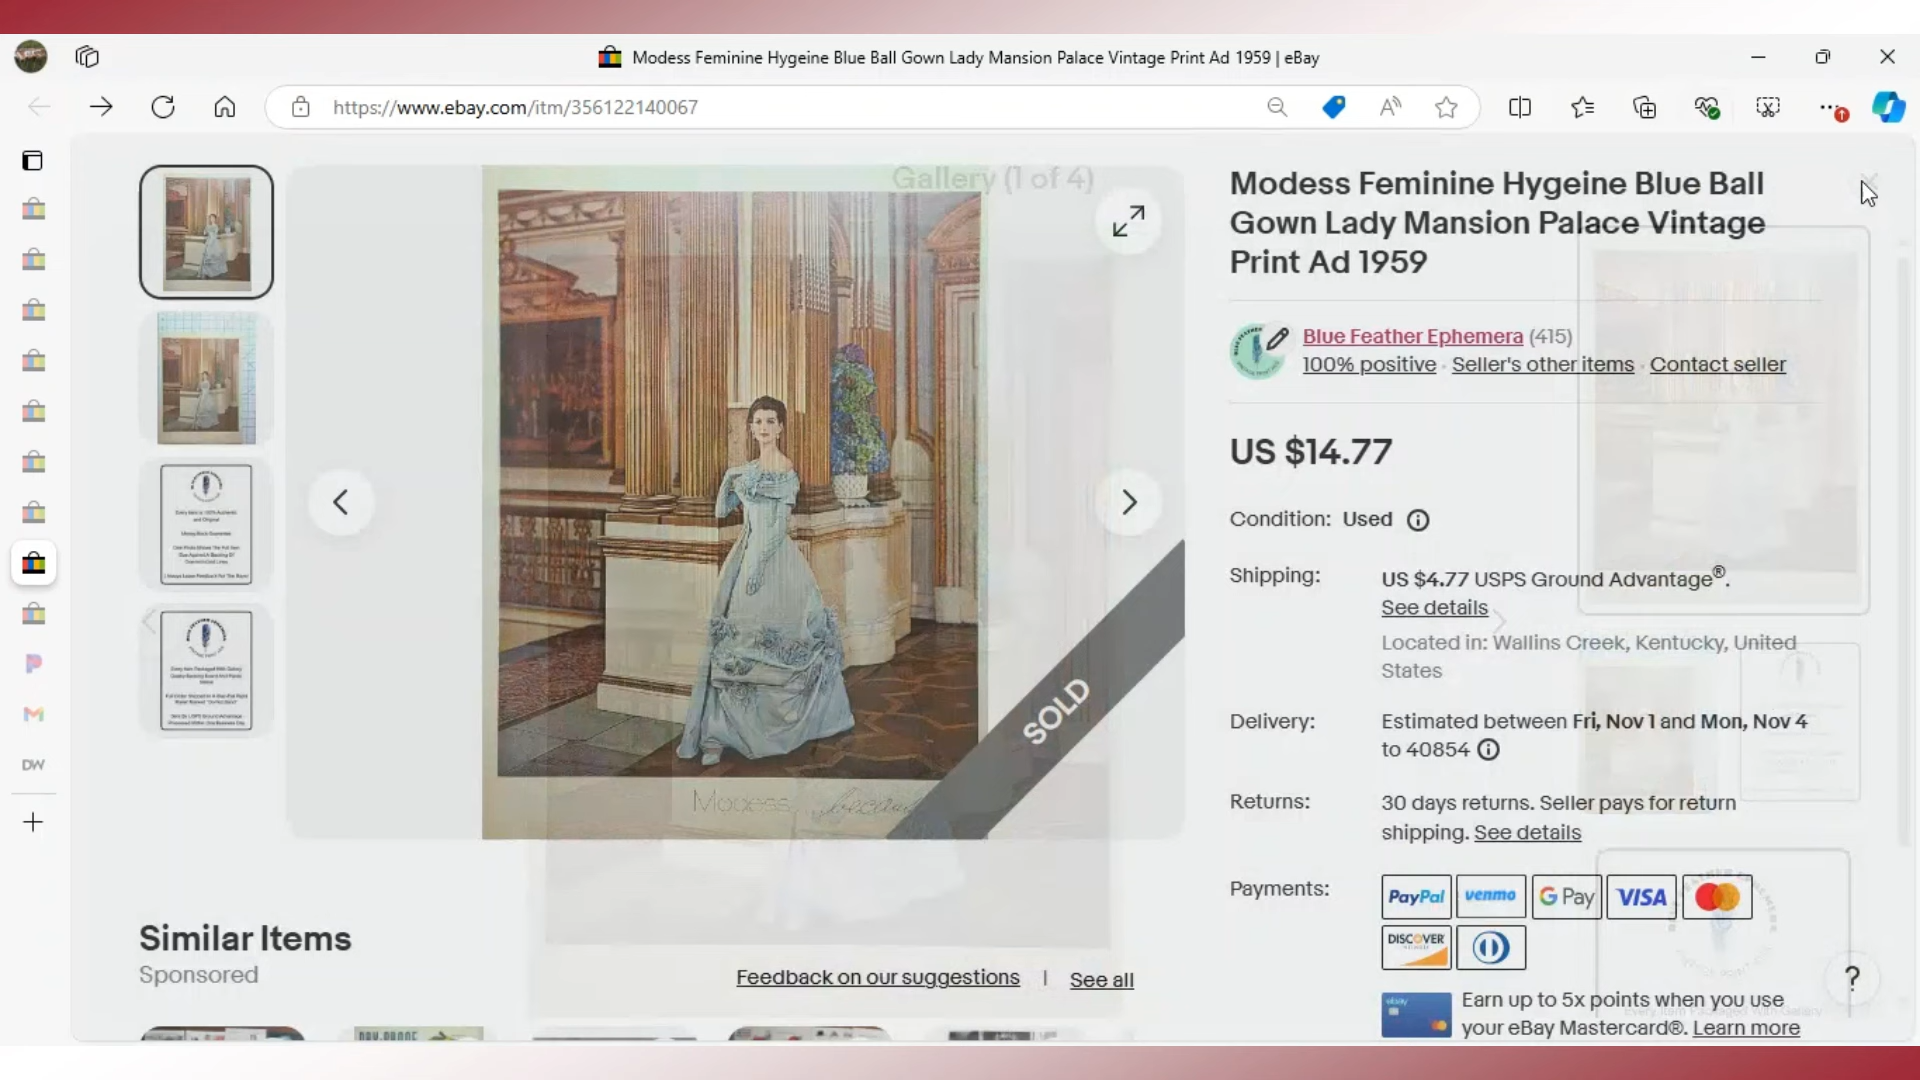 Modess Feminine Hygeine Blue Ball Gown Lady Mansion Palace Vintage Print Ad 1959 | eBay
https://www.ebay.com/itm/356122140067
Gallery (1 of 4)
Modess Feminine Hygeine Blue Ball
Gown Lady Mansion Palace Vintage
Print Ad 1959
Blue Feather Ephemera (415)
100% positive · Seller's other items · Contact seller
US $14.77
Condition: Used
Shipping: US $4.77 USPS Ground Advantage®.
See details
Located in: Wallins Creek, Kentucky, United
States
Delivery: Estimated between Fri, Nov 1 and Mon, Nov 4
to 40854
Returns: 30 days returns. Seller pays for return
shipping. See details
Payments: PayPal venmo G Pay VISA
DISCOVER
ebay
Earn up to 5x points when you use
your eBay Mastercard®. Learn more
SOLD
Modess
Similar Items
Sponsored
Feedback on our suggestions | See all
DW
?